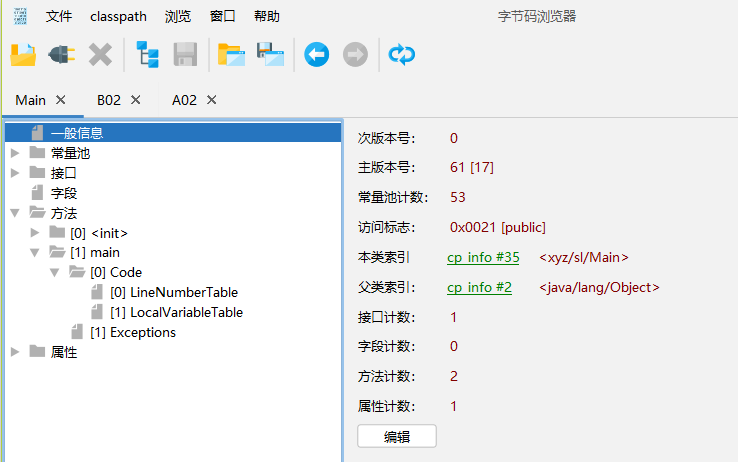 文件 classpath 浏览 窗口 帮助 字节码浏览器
Main B02 A02
一般信息
常量池
接口
字段
方法
[0] <init>
[1] main
[0] Code
[0] LineNumberTable
[1] LocalVariableTable
[1] Exceptions
属性
次版本号: 0
主版本号: 61 [17]
常量池计数: 53
访问标志: 0x0021 [public]
本类索引 cp_info #35 <xyz/sl/Main>
父类索引: cp_info #2 <java/lang/Object>
接口计数: 1
字段计数: 0
方法计数: 2
属性计数: 1
编辑